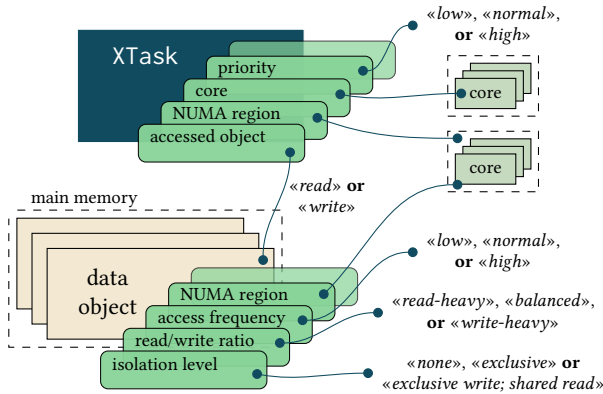 «low», «normal»,
or «high»
XTask
priority
core
NUMA region
accessed object
core
core
«read» or
«write»
main memory
data
object
NUMA region
access frequency
read/write ratio
isolation level
«low», «normal»,
or «high»
«read-heavy», «balanced»,
or «write-heavy»
«none», «exclusive» or
«exclusive write; shared read»